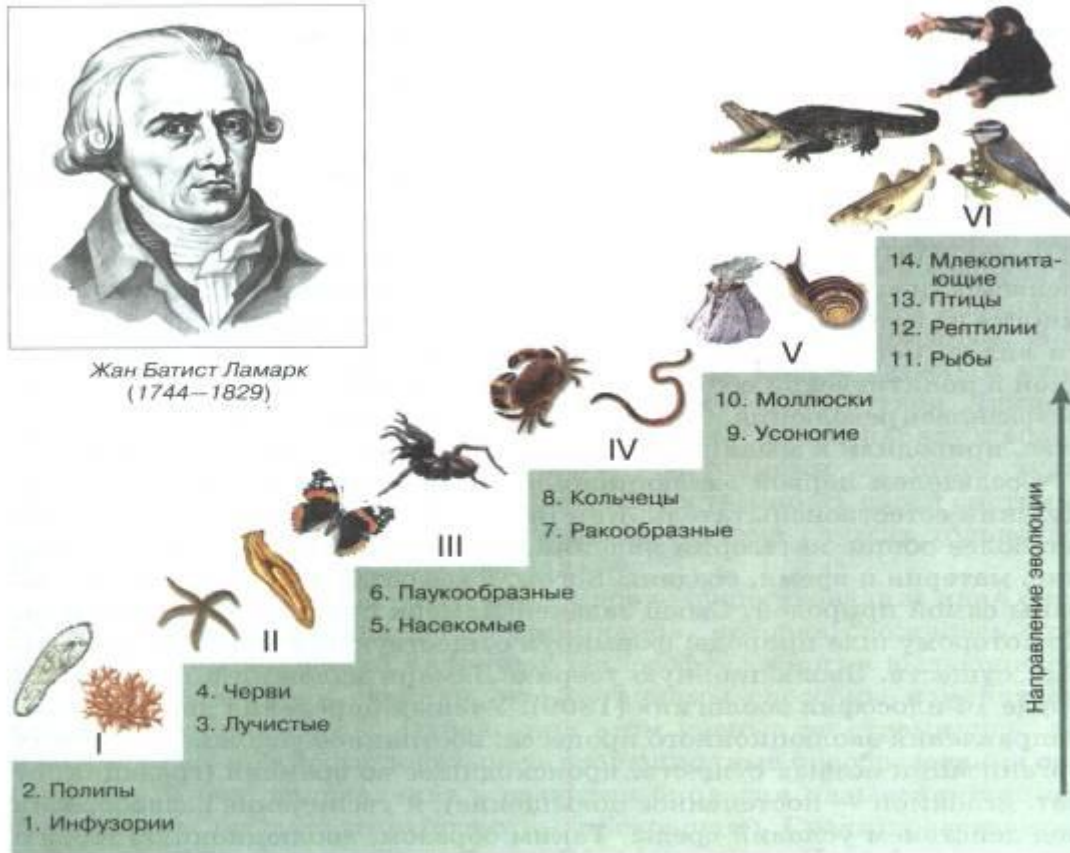 Жан Батист Ламарк
(1744—1829)
VI
14. Млекопита-
ющие
13. Птицы
12. Рептилии
11. Рыбы
V
10. Моллюски
9. Усоногие
IV
8. Кольчецы
7. Ракообразные
III
6. Паукообразные
5. Насекомые
II
4. Черви
3. Лучистые
I
2. Полипы
1. Инфузории
Направление эволюции